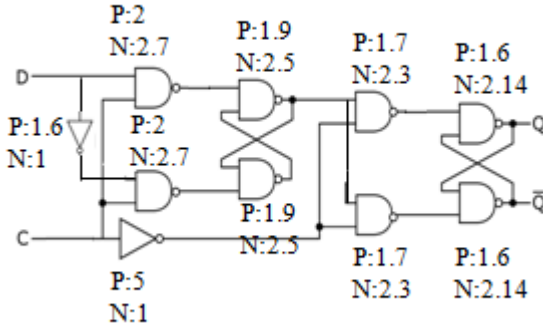 P:2
N:2.7
P:1.9
N:2.5
P:1.7
N:2.3
P:1.6
N:2.14
D
P:1.6
N:1
P:2
N:2.7
Q
Q̅
C
P:1.9
N:2.5
P:5
N:1
P:1.7
N:2.3
P:1.6
N:2.14